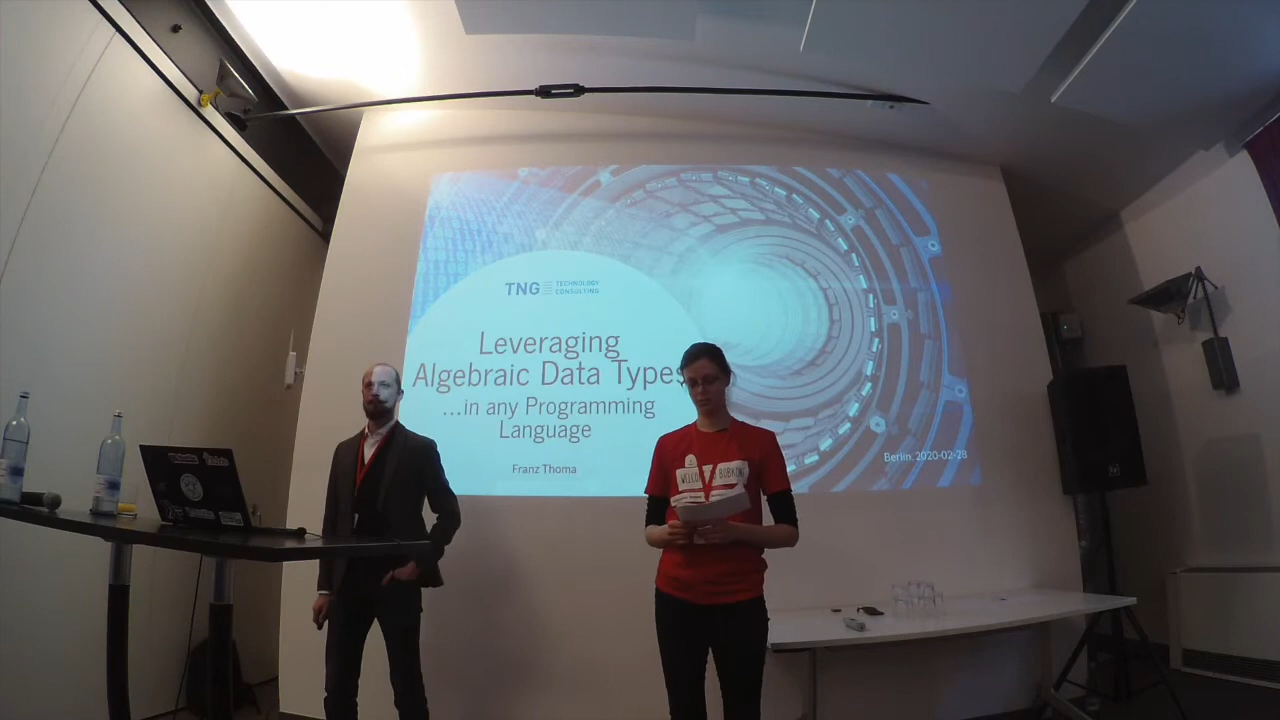 TNG TECHNOLOGY
CONSULTING
Leveraging
Algebraic Data Types
...in any Programming
Language
Franz Thoma
Berlin, 2020-02-28